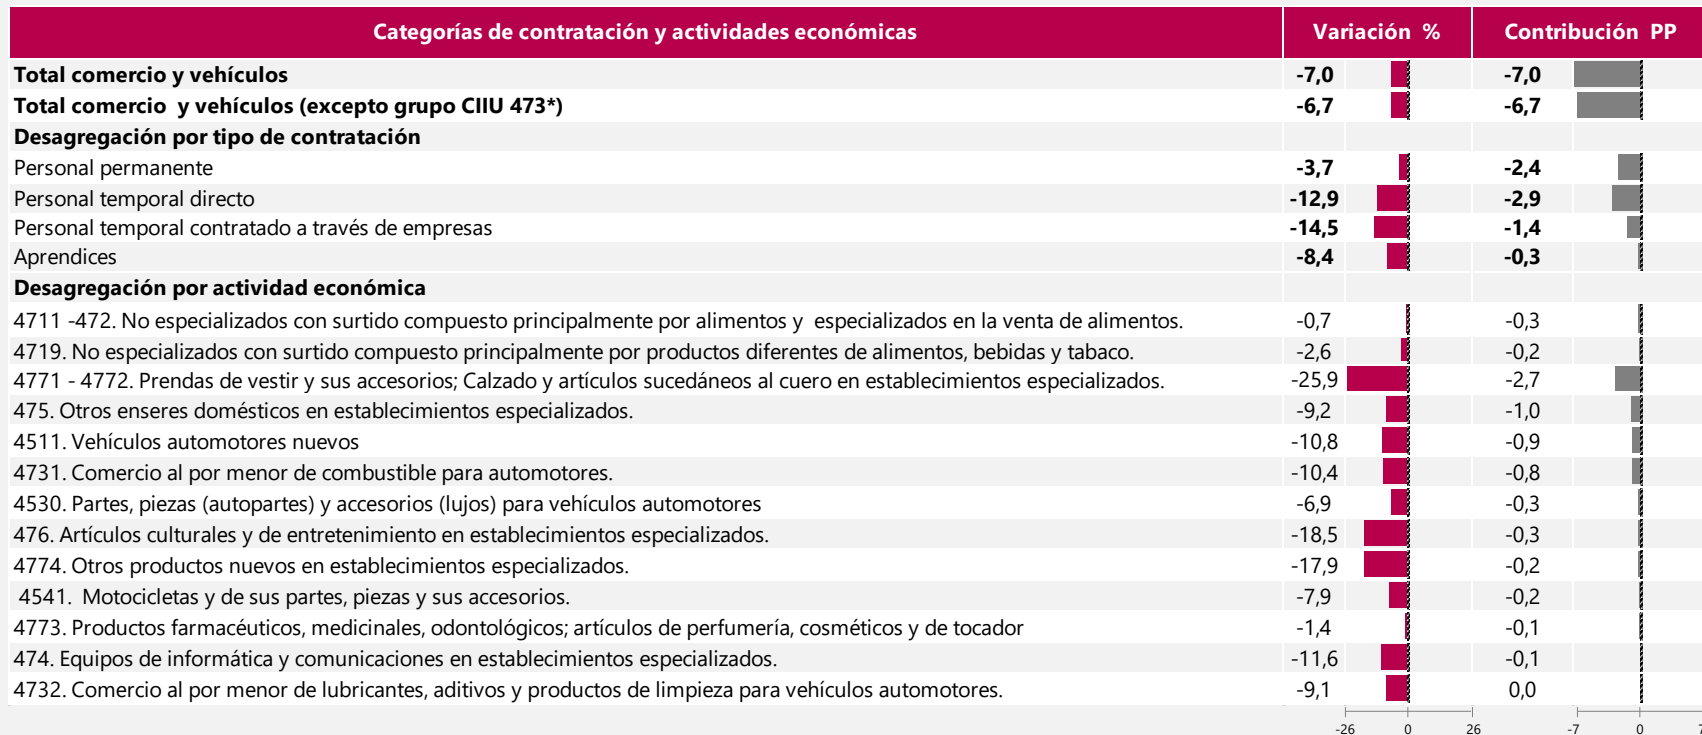 Categorías de contratación y actividades económicas Variación % Contribución PP
Total comercio y vehículos -7,0 -7,0
Total comercio y vehículos (excepto grupo CIIU 473*) -6,7 -6,7
Desagregación por tipo de contratación
Personal permanente -3,7 -2,4
Personal temporal directo -12,9 -2,9
Personal temporal contratado a través de empresas -14,5 -1,4
Aprendices -8,4 -0,3
Desagregación por actividad económica
4711 -472. No especializados con surtido compuesto principalmente por alimentos y especializados en la venta de alimentos. -0,7 -0,3
4719. No especializados con surtido compuesto principalmente por productos diferentes de alimentos, bebidas y tabaco. -2,6 -0,2
4771 - 4772. Prendas de vestir y sus accesorios; Calzado y artículos sucedáneos al cuero en establecimientos especializados. -25,9 -2,7
475. Otros enseres domésticos en establecimientos especializados. -9,2 -1,0
4511. Vehículos automotores nuevos -10,8 -0,9
4731. Comercio al por menor de combustible para automotores. -10,4 -0,8
4530. Partes, piezas (autopartes) y accesorios (lujos) para vehículos automotores -6,9 -0,3
476. Artículos culturales y de entretenimiento en establecimientos especializados. -18,5 -0,3
4774. Otros productos nuevos en establecimientos especializados. -17,9 -0,2
4541. Motocicletas y de sus partes, piezas y sus accesorios. -7,9 -0,2
4773. Productos farmacéuticos, medicinales, odontológicos; artículos de perfumería, cosméticos y de tocador -1,4 -0,1
474. Equipos de informática y comunicaciones en establecimientos especializados. -11,6 -0,1
4732. Comercio al por menor de lubricantes, aditivos y productos de limpieza para vehículos automotores. -9,1 0,0
-26 0 26 -7 0 7